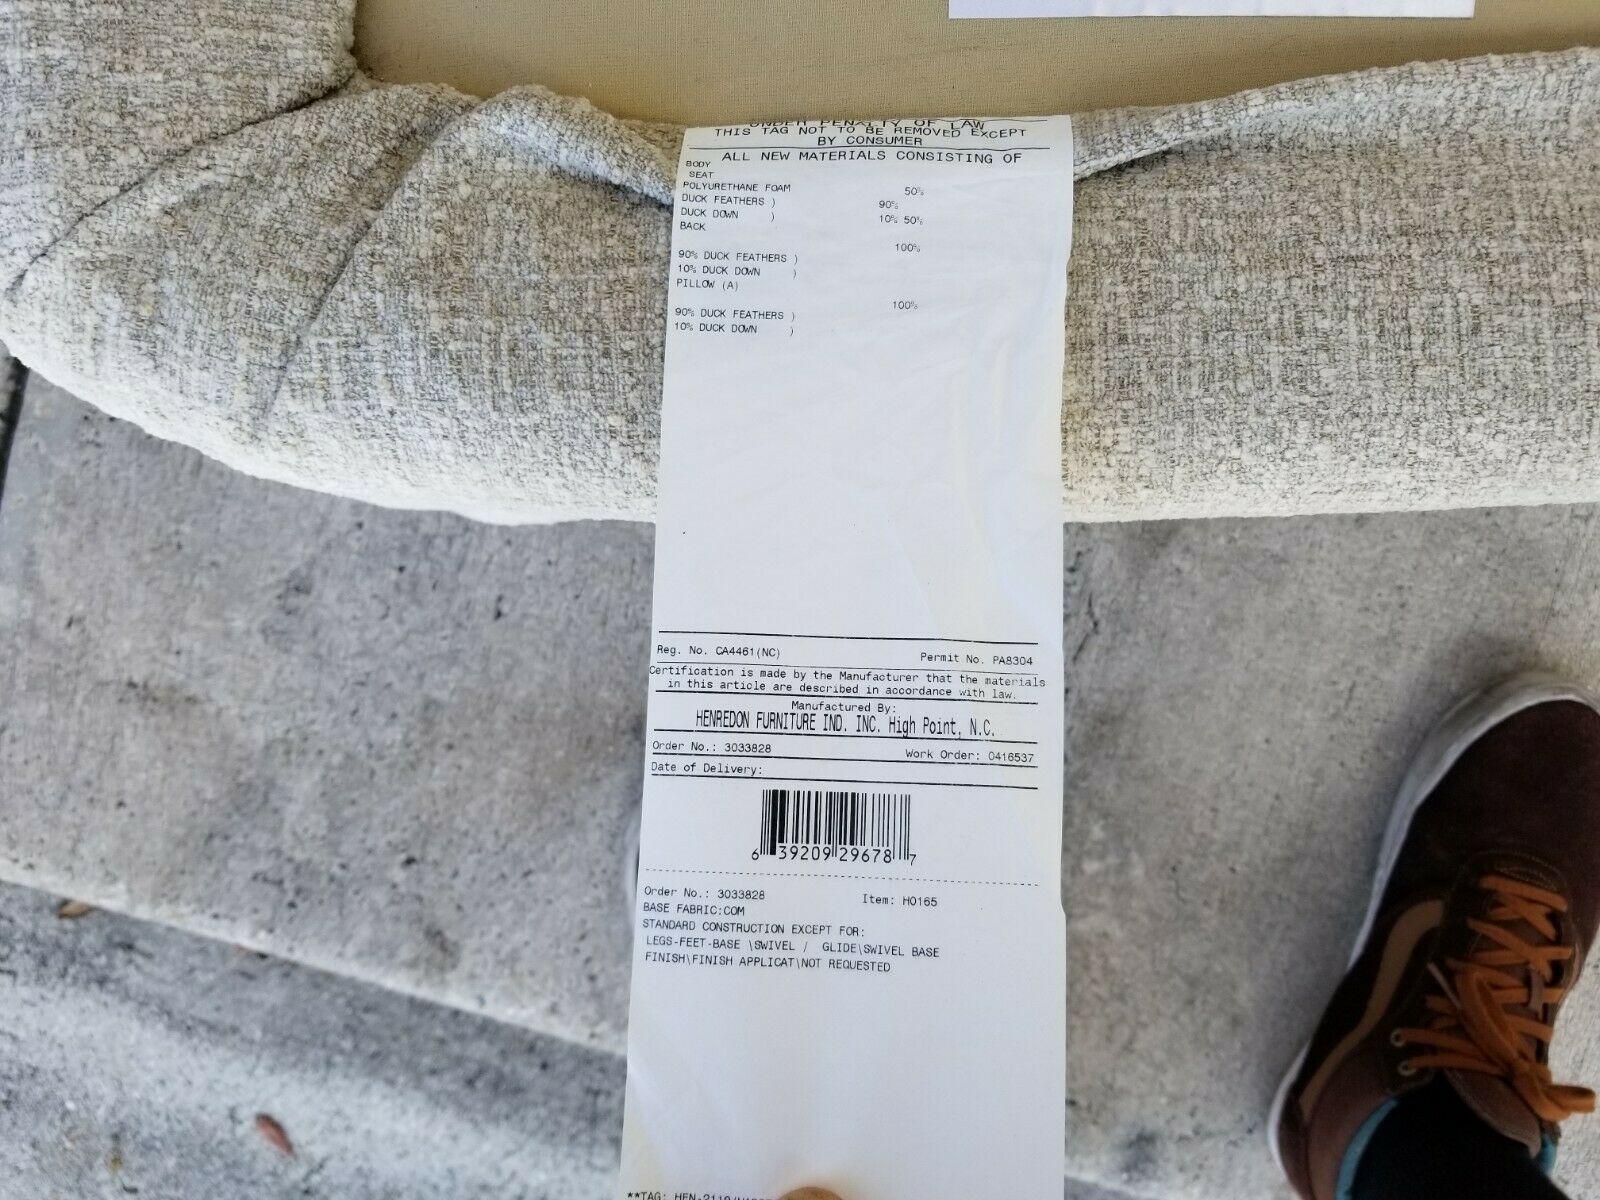 UNDER PENALTY OF LAW
THIS TAG NOT TO BE REMOVED EXCEPT
BY CONSUMER
ALL NEW MATERIALS CONSISTING OF
BODY
SEAT
POLYURETHANE FOAM 50%
DUCK FEATHERS ) 90%
DUCK DOWN ) 10% 50%
BACK
100%
90% DUCK FEATHERS )
10% DUCK DOWN )
PILLOW (A)
100%
90% DUCK FEATHERS )
10% DUCK DOWN )
Reg. No. CA4461(NC) Permit No. PA8304
Certification is made by the Manufacturer that the materials
in this article are described in accordance with law.
Manufactured By:
HENREDON FURNITURE IND. INC. High Point, N.C.
Order No.: 3033828 Work Order: 0416537
Date of Delivery:
6 39209 29678 7
Order No.: 3033828 Item: H0165
BASE FABRIC:COM
STANDARD CONSTRUCTION EXCEPT FOR:
LEGS-FEET-BASE \SWIVEL / GLIDE\SWIVEL BASE
FINISH\FINISH APPLICAT\NOT REQUESTED
**TAG: